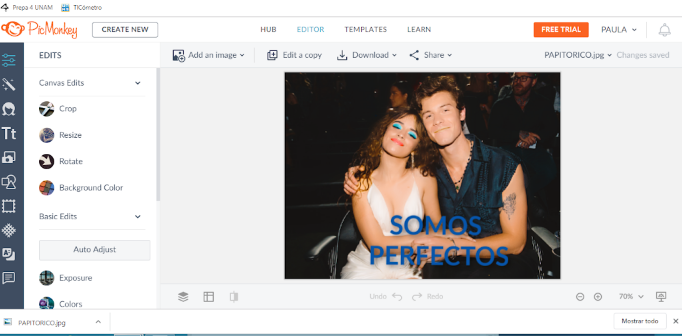 Prepa 4 UNAM TICómetro
PicMonkey CREATE NEW HUB EDITOR TEMPLATES LEARN FREE TRIAL PAULA
EDITS Add an image Edit a copy Download Share PAPITORICO.jpg Changes saved
Canvas Edits
Crop
Tt
Resize
Rotate
Background Color
Basic Edits
Auto Adjust
Exposure
Colors
SOMOS
PERFECTOS
Undo Redo 70%
PAPITORICO.jpg Mostrar todo